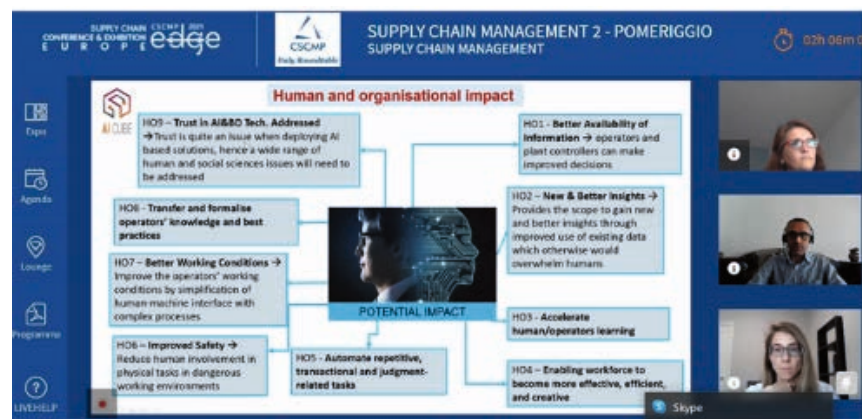 SUPPLY CHAIN CSCMP 2021
CONFERENCE & EXHIBITION
EUROPE
edge
CSCMP
Italy Roundtable
SUPPLY CHAIN MANAGEMENT 2 - POMERIGGIO
SUPPLY CHAIN MANAGEMENT
02h 06m 0
Expo
Agenda
Lounge
Programme
LIVEHELP
AI CUBE
Human and organisational impact
HO9 – Trust in AI&BD Tech. Addressed
→Trust is quite an issue when deploying AI
based solutions, hence a wide range of
human and social sciences issues will need to
be addressed
HO8 - Transfer and formalise
operators' knowledge and best
practices
HO7 – Better Working Conditions →
Improve the operators' working
conditions by simplification of
human-machine interface with
complex processes
HO6 – Improved Safety →
Reduce human involvement in
physical tasks in dangerous
working environments
HO5 - Automate repetitive,
transactional and judgment-
related tasks
POTENTIAL IMPACT
HO1 - Better Availability of
Information → operators and
plant controllers can make
improved decisions
HO2 – New & Better Insights →
Provides the scope to gain new
and better insights through
improved use of existing data
which otherwise would
overwhelm humans
HO3 - Accelerate
human/operators learning
HO4 – Enabling workforce to
become more effective, efficient,
and creative
Skype